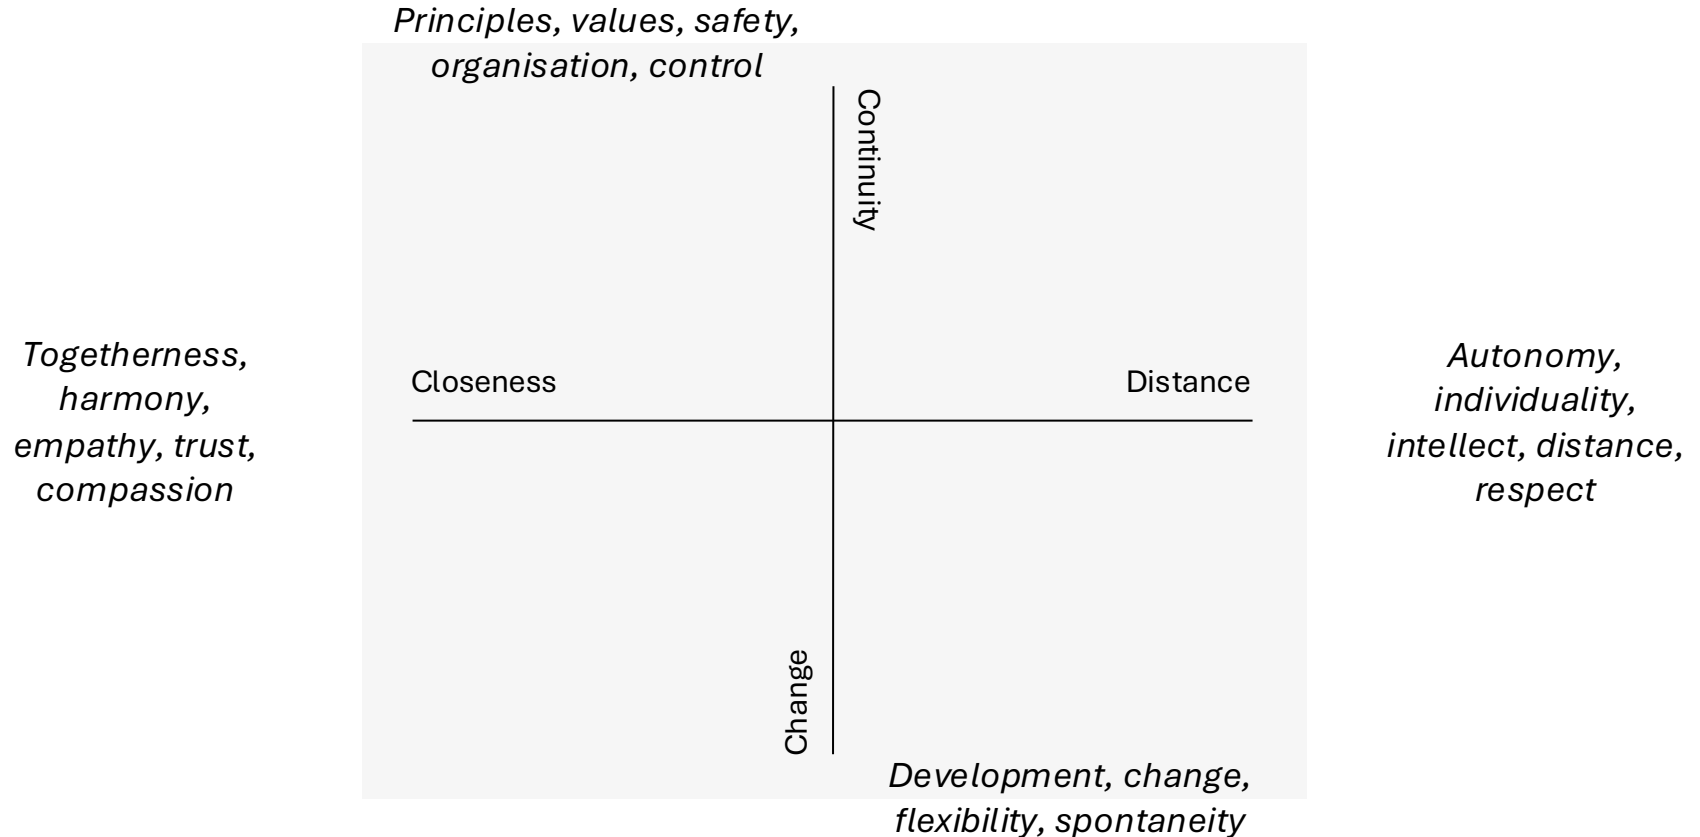 Principles, values, safety,
organisation, control
Continuity
Togetherness,
harmony,
empathy, trust,
compassion
Closeness
Distance
Autonomy,
individuality,
intellect, distance,
respect
Change
Development, change,
flexibility, spontaneity